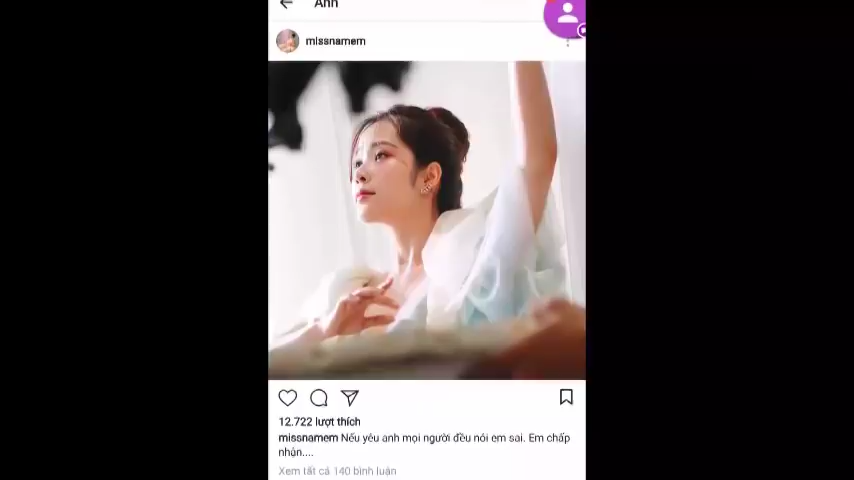 Ảnh
missnamem
12.722 lượt thích
missnamem Nếu yêu anh mọi người đều nói em sai. Em chấp
nhận....
Xem tất cả 140 bình luận